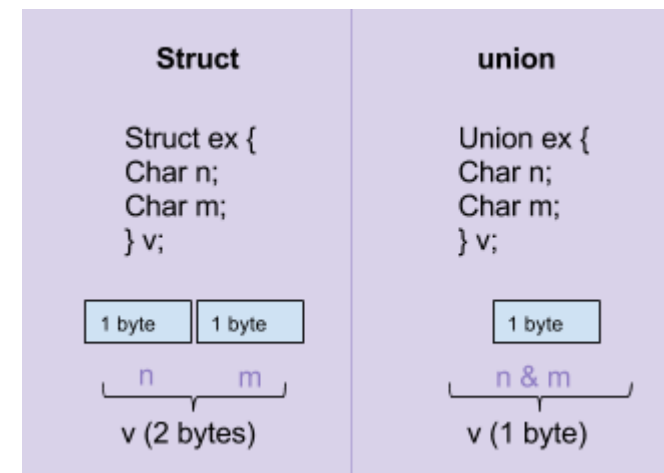 Struct
Struct ex {
Char n;
Char m;
} v;
1 byte 1 byte
n m
v (2 bytes)
union
Union ex {
Char n;
Char m;
} v;
1 byte
n & m
v (1 byte)